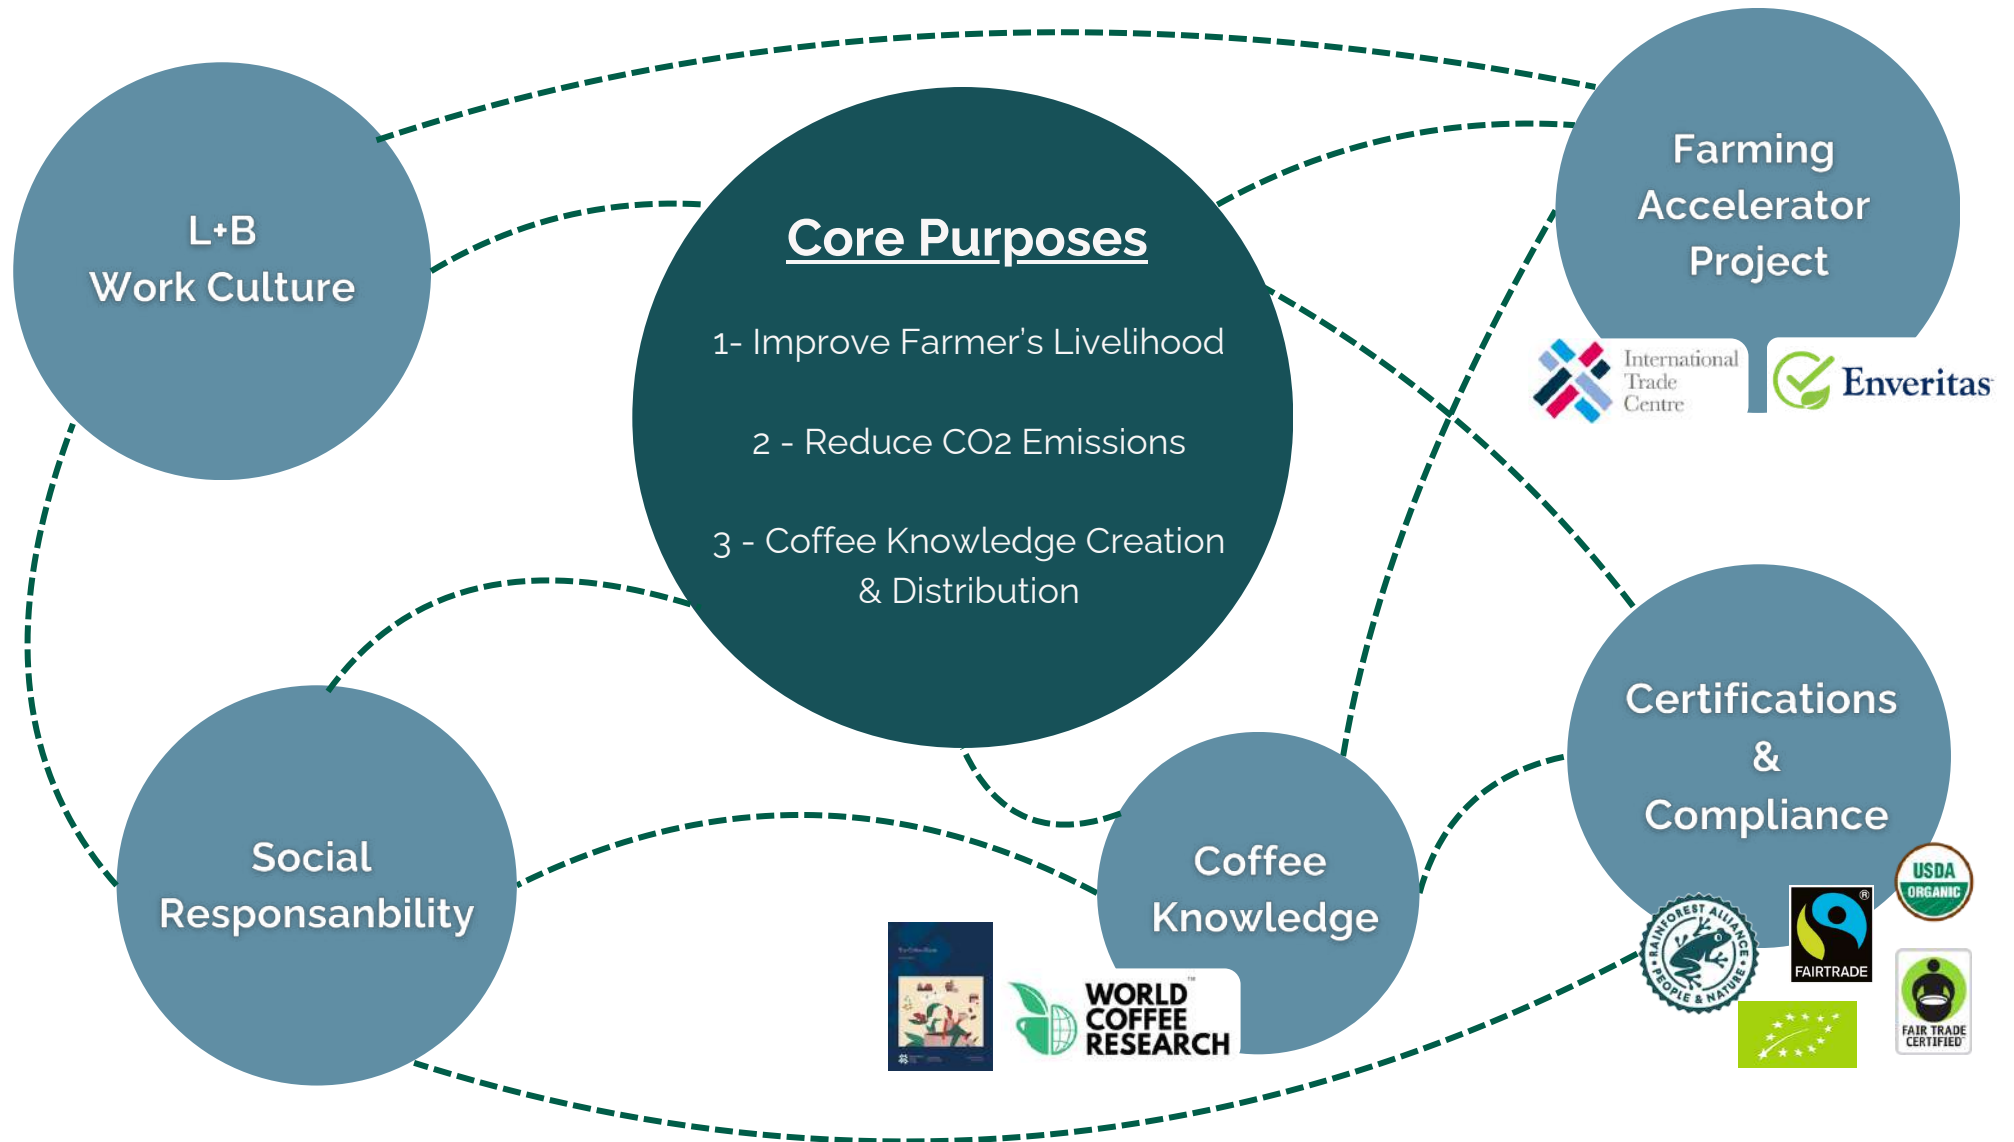 L+B
Work Culture
Core Purposes
1- Improve Farmer's Livelihood
2 - Reduce CO2 Emissions
3 - Coffee Knowledge Creation
& Distribution
Farming
Accelerator
Project
International
Trade
Centre
Enveritas
Social
Responsanbility
Coffee
Knowledge
WORLD™
COFFEE
RESEARCH
Certifications
&
Compliance
USDA
ORGANIC
RAINFOREST ALLIANCE
PEOPLE & NATURE
®
FAIRTRADE
FAIR TRADE
CERTIFIED™